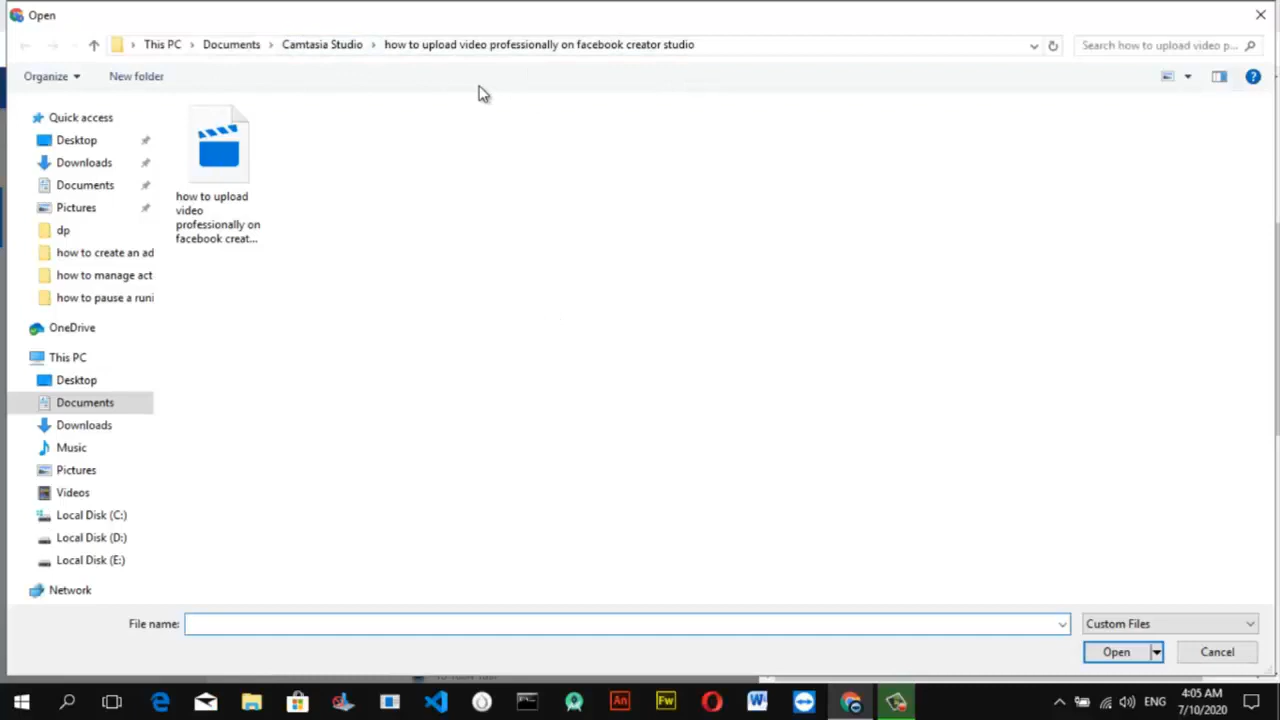 Open
This PC
Documents
Camtasia Studio
how to upload video professionally on facebook creator studio
Search how to upload video p...
Organize
New folder
Quick access
Desktop
Downloads
Documents
Pictures
dp
how to create an ad
how to manage act
how to pause a runi
OneDrive
This PC
Desktop
Documents
Downloads
Music
Pictures
Videos
Local Disk (C:)
Local Disk (D:)
Local Disk (E:)
Network
how to upload
video
professionally on
facebook creat...
File name:
Custom Files
Open
Cancel
An
Fw
W
ENG
4:05 AM
7/10/2020